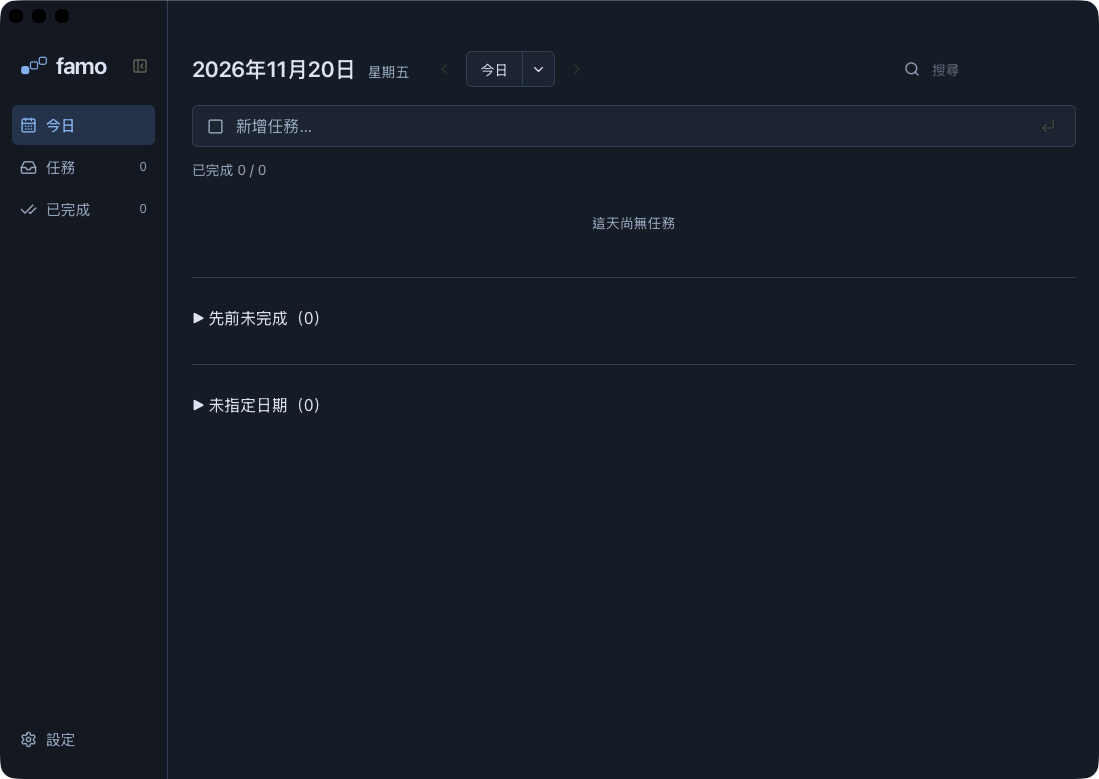 famo
今日
任務 0
已完成 0
設定
2026年11月20日 星期五 今日 搜尋
新增任務...
已完成 0 / 0
這天尚無任務
▶ 先前未完成（0）
▶ 未指定日期（0）